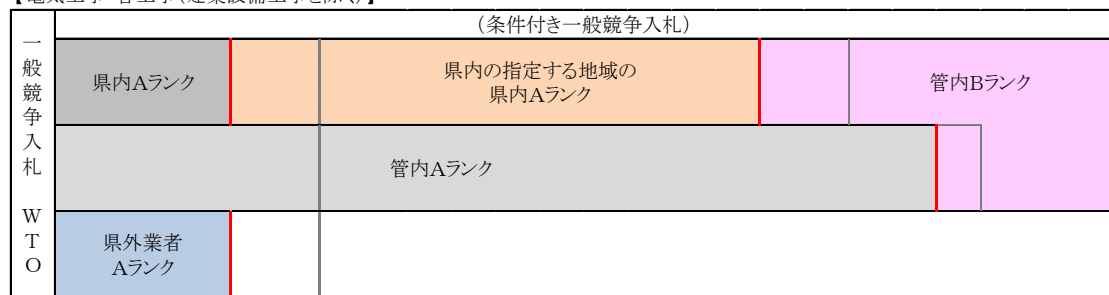 (条件付き一般競争入札)
一般競争入札 WTO
県内Aランク
県内の指定する地域の
県内Aランク
管内Bランク
管内Aランク
県外業者
Aランク